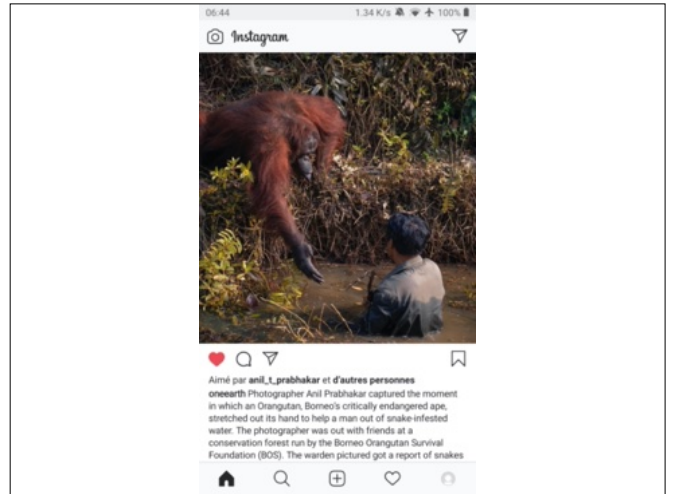 06:44 1.34 K/s 100%
Instagram
Aimé par anil_t_prabhakar et d'autres personnes
oneearth Photographer Anil Prabhakar captured the moment
in which an Orangutan, Borneo's critically endangered ape,
stretched out its hand to help a man out of snake-infested
water. The photographer was out with friends at a
conservation forest run by the Borneo Orangutan Survival
Foundation (BOS). The warden pictured got a report of snakes